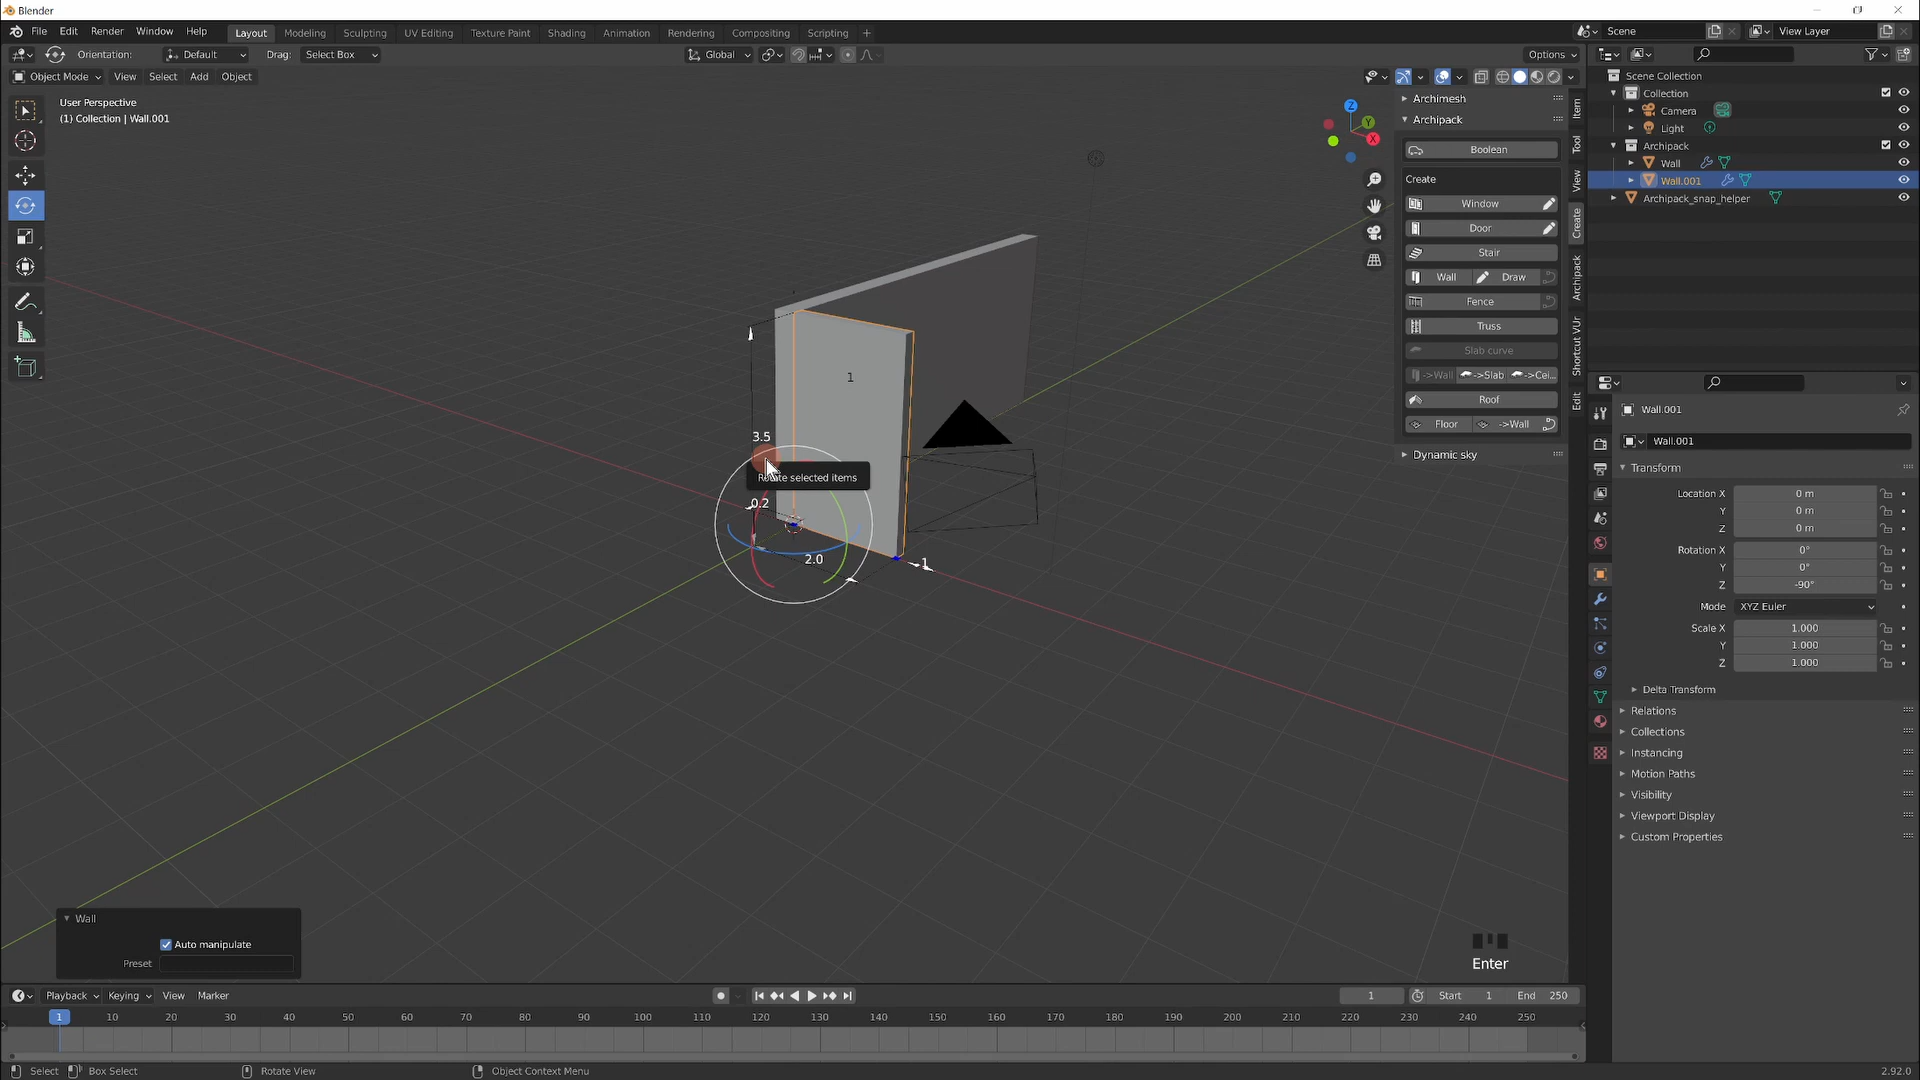 Blender
File Edit Render Window Help
Layout Modeling Sculpting UV Editing Texture Paint Shading Animation Rendering Compositing Scripting +
Scene
View Layer
Orientation: Default Drag: Select Box
Global
Options
Object Mode View Select Add Object
User Perspective
(1) Collection | Wall.001
Z
Y
X
Archimesh
Archipack
Boolean
Create
Window
Door
Stair
Wall Draw
Fence
Truss
Slab curve
->Wall ->Slab ->Cei...
Roof
Floor ->Wall
Dynamic sky
Item
Tool
View
Create
Archipack
Shortcut VUr
Edit
Scene Collection
Collection
Camera
Light
Archipack
Wall
Wall.001
Archipack_snap_helper
1
3.5
Rotate selected items
0.2
2.0
1
Wall.001
Wall.001
Transform
Location X 0 m
Y 0 m
Z 0 m
Rotation X 0°
Y 0°
Z -90°
Mode XYZ Euler
Scale X 1.000
Y 1.000
Z 1.000
Delta Transform
Relations
Collections
Instancing
Motion Paths
Visibility
Viewport Display
Custom Properties
Wall
Auto manipulate
Preset
Enter
Playback Keying View Marker
1
Start 1
End 250
1 10 20 30 40 50 60 70 80 90 100 110 120 130 140 150 160 170 180 190 200 210 220 230 240 250
Select Box Select Rotate View Object Context Menu
2.92.0